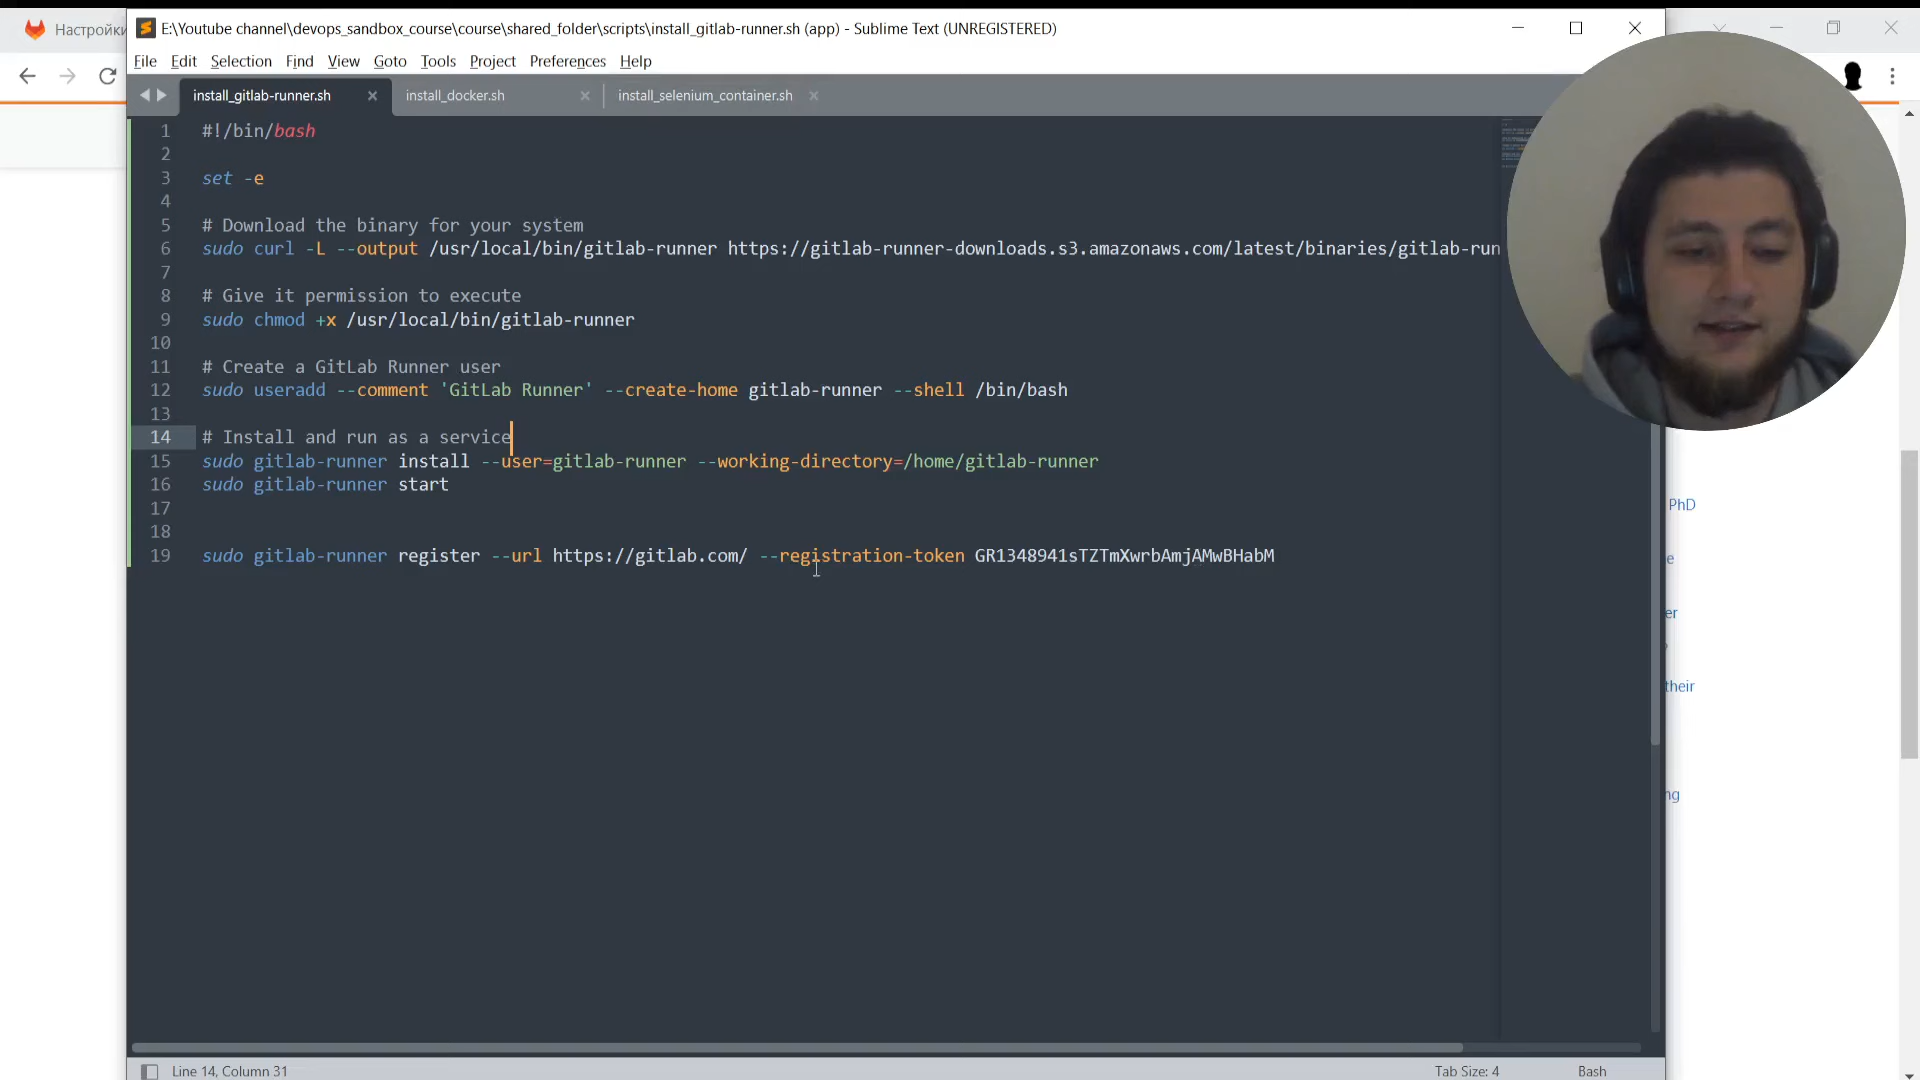 Настройки
E:\Youtube channel\devops_sandbox_course\course\shared_folder\scripts\install_gitlab-runner.sh (app) - Sublime Text (UNREGISTERED)
File Edit Selection Find View Goto Tools Project Preferences Help
install_gitlab-runner.sh install_docker.sh install_selenium_container.sh
1 #!/bin/bash
2
3 set -e
4
5 # Download the binary for your system
6 sudo curl -L --output /usr/local/bin/gitlab-runner https://gitlab-runner-downloads.s3.amazonaws.com/latest/binaries/gitlab-run
7
8 # Give it permission to execute
9 sudo chmod +x /usr/local/bin/gitlab-runner
10
11 # Create a GitLab Runner user
12 sudo useradd --comment 'GitLab Runner' --create-home gitlab-runner --shell /bin/bash
13
14 # Install and run as a service
15 sudo gitlab-runner install --user=gitlab-runner --working-directory=/home/gitlab-runner
16 sudo gitlab-runner start
17
18
19 sudo gitlab-runner register --url https://gitlab.com/ --registration-token GR1348941sTZTmXwrbAmjAMwBHabM
PhD
e
er
their
ng
Line 14, Column 31 Tab Size: 4 Bash